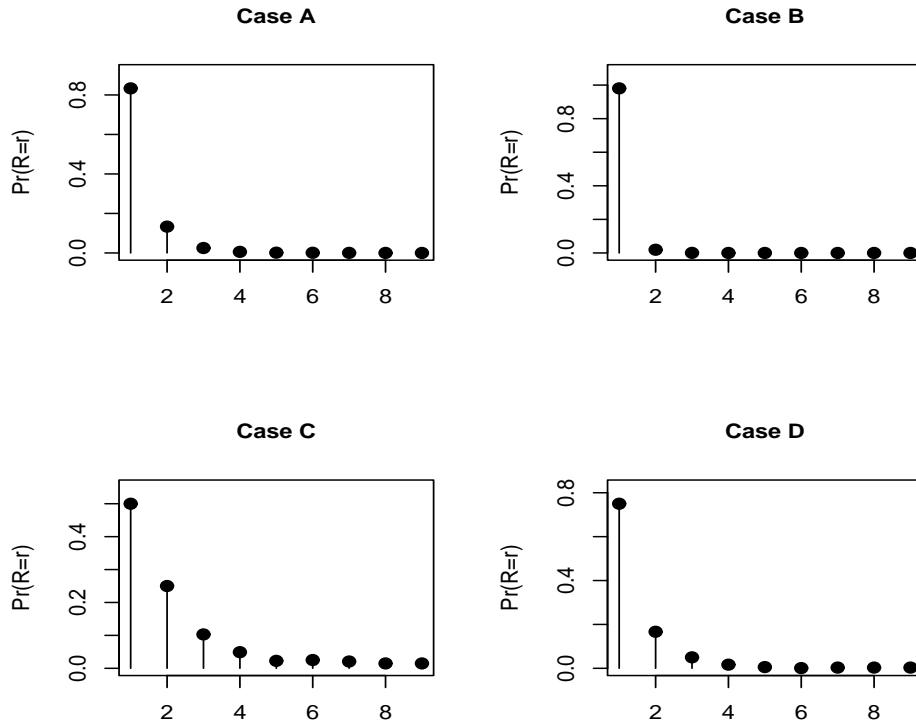 Case A
Pr(R=r)
0.0 0.4 0.8
2 4 6 8
Case B
Pr(R=r)
0.0 0.4 0.8
2 4 6 8
Case C
Pr(R=r)
0.0 0.2 0.4
2 4 6 8
Case D
Pr(R=r)
0.0 0.4 0.8
2 4 6 8